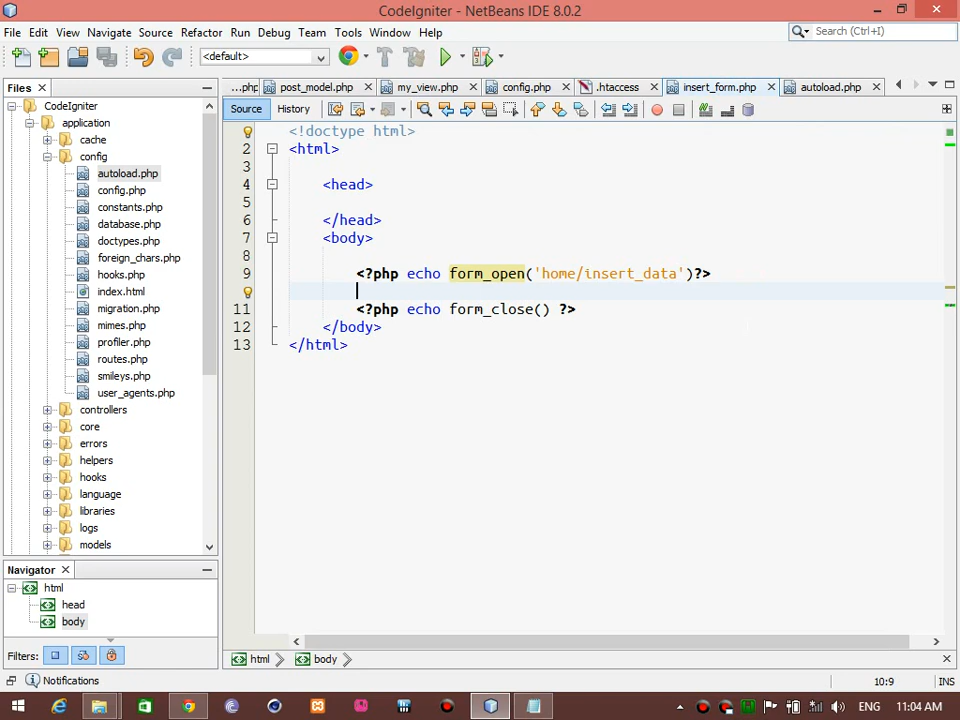 CodeIgniter - NetBeans IDE 8.0.2
File Edit View Navigate Source Refactor Run Debug Team Tools Window Help
Search (Ctrl+I)
<default>
Files
...php post_model.php my_view.php config.php .htaccess insert_form.php autoload.php
Source History
CodeIgniter
application
cache
config
autoload.php
config.php
constants.php
database.php
doctypes.php
foreign_chars.php
hooks.php
index.html
migration.php
mimes.php
profiler.php
routes.php
smileys.php
user_agents.php
controllers
core
errors
helpers
hooks
language
libraries
logs
models
<!doctype html>
2 <html>
3
4 <head>
5
6 </head>
7 <body>
8
9 <?php echo form_open('home/insert_data')?>
11 <?php echo form_close() ?>
12 </body>
13 </html>
Navigator
html
head
body
Filters:
html body
Notifications
10:9 INS
ENG 11:04 AM